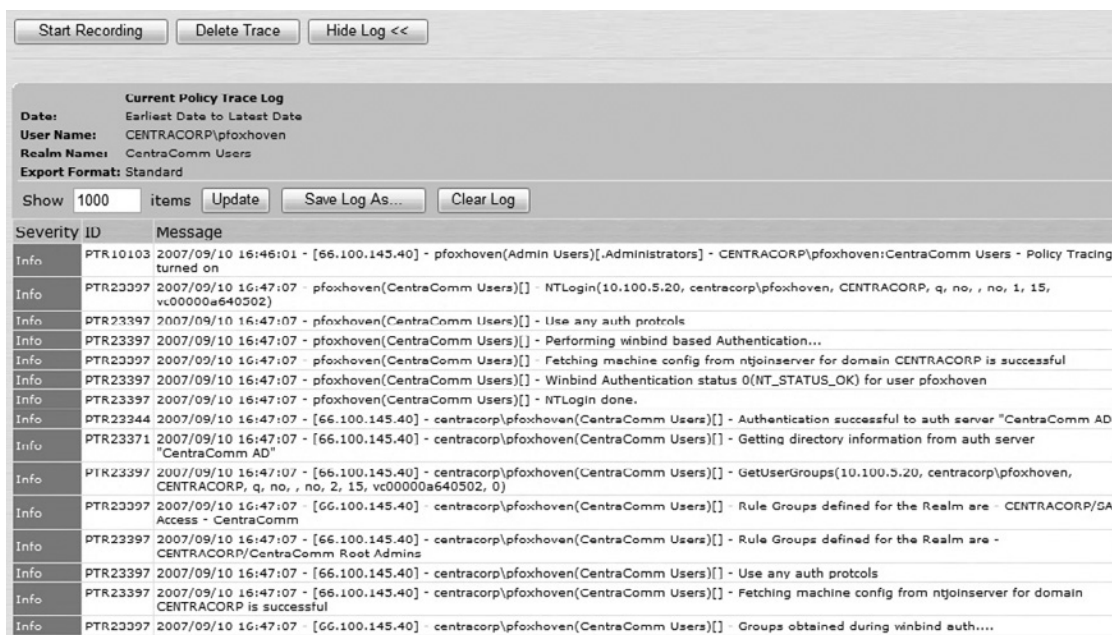 Start Recording Delete Trace Hide Log <<
Current Policy Trace Log
Date: Earliest Date to Latest Date
User Name: CENTRACORP\pfoxhoven
Realm Name: CentraComm Users
Export Format: Standard
Show 1000 items Update Save Log As... Clear Log
Severity ID Message
Info PTR10103 2007/09/10 16:46:01 - [66.100.145.40] - pfoxhoven(Admin Users)[.Administrators] - CENTRACORP\pfoxhoven:CentraComm Users - Policy Tracing
turned on
Info PTR23397 2007/09/10 16:47:07 - pfoxhoven(CentraComm Users)[] - NTLogin(10.100.5.20, centracorp\pfoxhoven, CENTRACORP, q, no, , no, 1, 15,
vc00000a640502)
Info PTR23397 2007/09/10 16:47:07 - pfoxhoven(CentraComm Users)[] - Use any auth protcols
Info PTR23397 2007/09/10 16:47:07 - pfoxhoven(CentraComm Users)[] - Performing winbind based Authentication...
Info PTR23397 2007/09/10 16:47:07 - pfoxhoven(CentraComm Users)[] - Fetching machine config from ntjoinserver for domain CENTRACORP is successful
Info PTR23397 2007/09/10 16:47:07 - pfoxhoven(CentraComm Users)[] - Winbind Authentication status 0(NT_STATUS_OK) for user pfoxhoven
Info PTR23397 2007/09/10 16:47:07 - pfoxhoven(CentraComm Users)[] - NTLogin done.
Info PTR23344 2007/09/10 16:47:07 - [66.100.145.40] - centracorp\pfoxhoven(CentraComm Users)[] - Authentication successful to auth server "CentraComm AD
Info PTR23371 2007/09/10 16:47:07 - [66.100.145.40] - centracorp\pfoxhoven(CentraComm Users)[] - Getting directory information from auth server
"CentraComm AD"
Info PTR23397 2007/09/10 16:47:07 - [66.100.145.40] - centracorp\pfoxhoven(CentraComm Users)[] - GetUserGroups(10.100.5.20, centracorp\pfoxhoven,
CENTRACORP, q, no, , no, 2, 15, vc00000a640502, 0)
Info PTR23397 2007/09/10 16:47:07 - [66.100.145.40] - centracorp\pfoxhoven(CentraComm Users)[] - Rule Groups defined for the Realm are - CENTRACORP/SA
Access - CentraComm
Info PTR23397 2007/09/10 16:47:07 - [66.100.145.40] - centracorp\pfoxhoven(CentraComm Users)[] - Rule Groups defined for the Realm are -
CENTRACORP/CentraComm Root Admins
Info PTR23397 2007/09/10 16:47:07 - [66.100.145.40] - centracorp\pfoxhoven(CentraComm Users)[] - Use any auth protcols
Info PTR23397 2007/09/10 16:47:07 - [66.100.145.40] - centracorp\pfoxhoven(CentraComm Users)[] - Fetching machine config from ntjoinserver for domain
CENTRACORP is successful
Info PTR23397 2007/09/10 16:47:07 - [66.100.145.40] - centracorp\pfoxhoven(CentraComm Users)[] - Groups obtained during winbind auth....